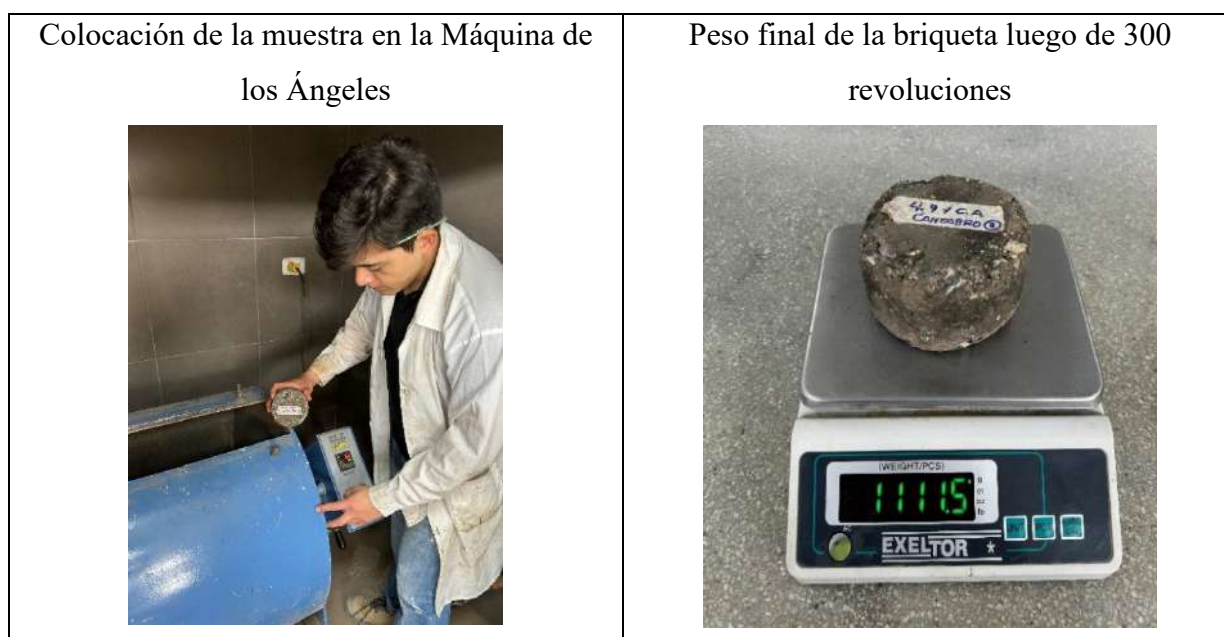 Colocación de la muestra en la Máquina de
los Ángeles
Peso final de la briqueta luego de 300
revoluciones
CANTABRO
(WEIGHT/PCS)
1111.5
g
EXELTOR